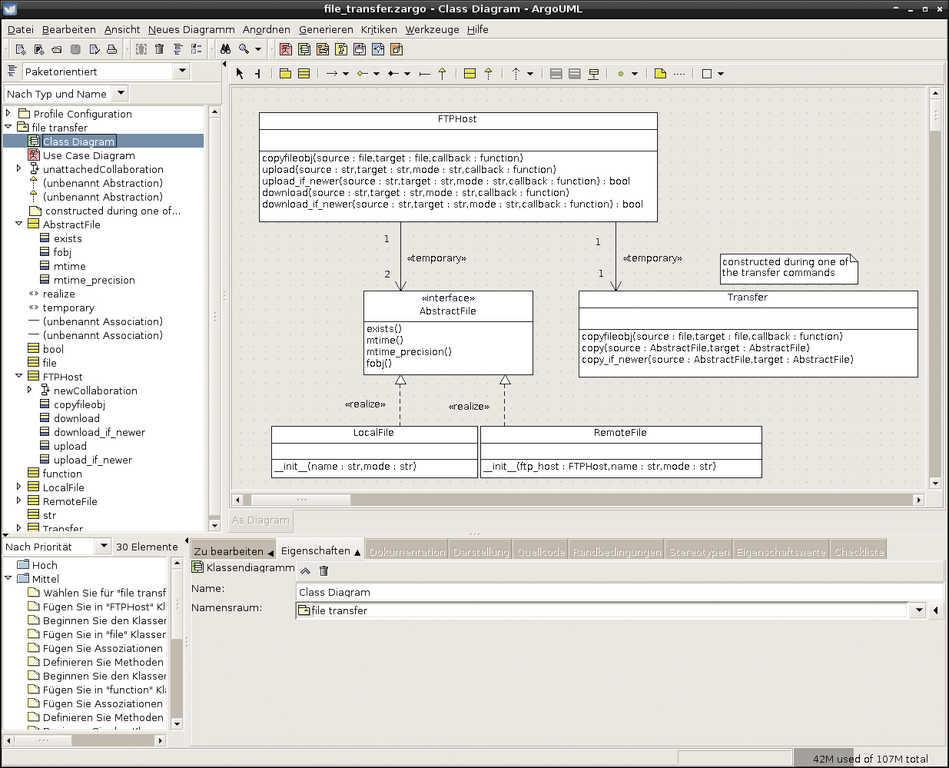 file_transfer.zargo - Class Diagram - ArgoUML
Datei Bearbeiten Ansicht Neues Diagramm Anordnen Generieren Kritiken Werkzeuge Hilfe
Paketorientiert
Nach Typ und Name
Profile Configuration
file transfer
Class Diagram
Use Case Diagram
unattachedCollaboration
(unbenannt Abstraction)
(unbenannt Abstraction)
constructed during one of...
AbstractFile
exists
fobj
mtime
mtime_precision
realize
temporary
(unbenannt Association)
(unbenannt Association)
bool
file
FTPHost
newCollaboration
copyfileobj
download
download_if_newer
upload
upload_if_newer
function
LocalFile
RemoteFile
str
Transfer
FTPHost
copyfileobj(source : file,target : file,callback : function)
upload(source : str,target : str,mode : str,callback : function)
upload_if_newer(source : str,target : str,mode : str,callback : function) : bool
download(source : str,target : str,mode : str,callback : function)
download_if_newer(source : str,target : str,mode : str,callback : function) : bool
1
«temporary»
2
1
«temporary»
1
constructed during one of
the transfer commands
«interface»
AbstractFile
exists()
mtime()
mtime_precision()
fobj()
Transfer
copyfileobj(source : file,target : file,callback : function)
copy(source : AbstractFile,target : AbstractFile)
copy_if_newer(source : AbstractFile,target : AbstractFile)
«realize»
«realize»
LocalFile
__init__(name : str,mode : str)
RemoteFile
__init__(ftp_host : FTPHost,name : str,mode : str)
As Diagram
Nach Priorität 30 Elemente
Hoch
Mittel
Wählen Sie für "file transf
Fügen Sie in "FTPHost" Kl
Beginnen Sie den Klasser
Fügen Sie in "file" Klasser
Fügen Sie Assoziationen
Definieren Sie Methoden
Beginnen Sie den Klasser
Fügen Sie in "function" Kl
Fügen Sie Assoziationen
Definieren Sie Methoden
Zu bearbeiten Eigenschaften Dokumentation Darstellung Quellcode Randbedingungen Stereotypen Eigenschaftswerte Checkliste
Klassendiagramm
Name: Class Diagram
Namensraum: file transfer
42M used of 107M total